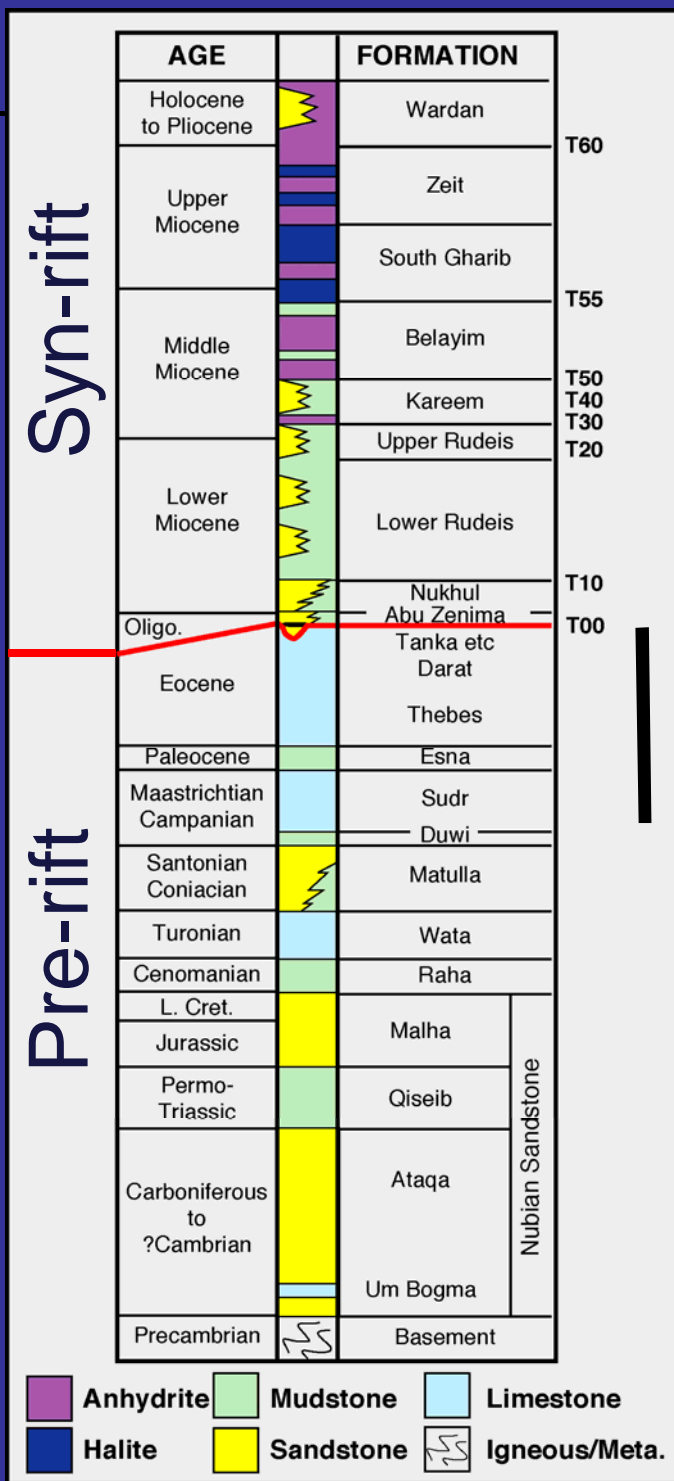 AGE
FORMATION
Syn-rift
Holocene
to Pliocene
Wardan
T60
Upper
Miocene
Zeit
South Gharib
T55
Middle
Miocene
Belayim
T50
Kareem
T40
T30
Upper Rudeis
T20
Lower
Miocene
Lower Rudeis
T10
Nukhul
Abu Zenima
Oligo.
T00
Pre-rift
Eocene
Tanka etc
Darat
Thebes
Paleocene
Esna
Maastrichtian
Campanian
Sudr
Duwi
Santonian
Coniacian
Matulla
Turonian
Wata
Cenomanian
Raha
L. Cret.
Jurassic
Malha
Permo-
Triassic
Qiseib
Nubian Sandstone
Carboniferous
to
?Cambrian
Ataqa
Um Bogma
Precambrian
Basement
Anhydrite
Mudstone
Limestone
Halite
Sandstone
Igneous/Meta.